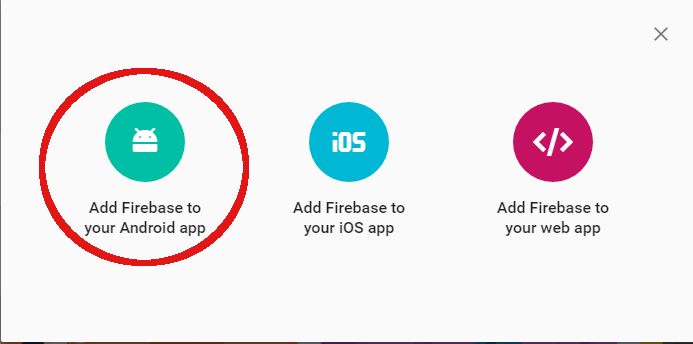 iOS
</>
Add Firebase to
your Android app
Add Firebase to
your iOS app
Add Firebase to
your web app